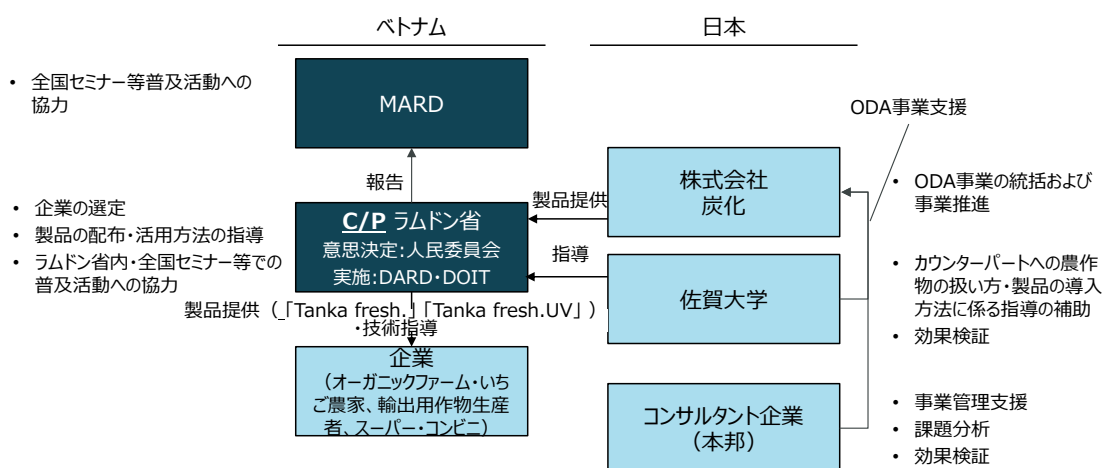 ベトナム
日本
• 全国セミナー等普及活動への
協力
MARD
ODA事業支援
報告
• 企業の選定
• 製品の配布・活用方法の指導
• ラムドン省内・全国セミナー等での
普及活動への協力
C/P ラムドン省
意思決定:人民委員会
実施:DARD・DOIT
製品提供
指導
株式会社
炭化
• ODA事業の統括および
事業推進
佐賀大学
• カウンターパートへの農作
物の扱い方・製品の導入
方法に係る指導の補助
• 効果検証
製品提供（「Tanka fresh.」「Tanka fresh.UV」）
・技術指導
企業
（オーガニックファーム・いち
ご農家、輸出用作物生産
者、スーパー・コンビニ）
コンサルタント企業
（本邦）
• 事業管理支援
• 課題分析
• 効果検証